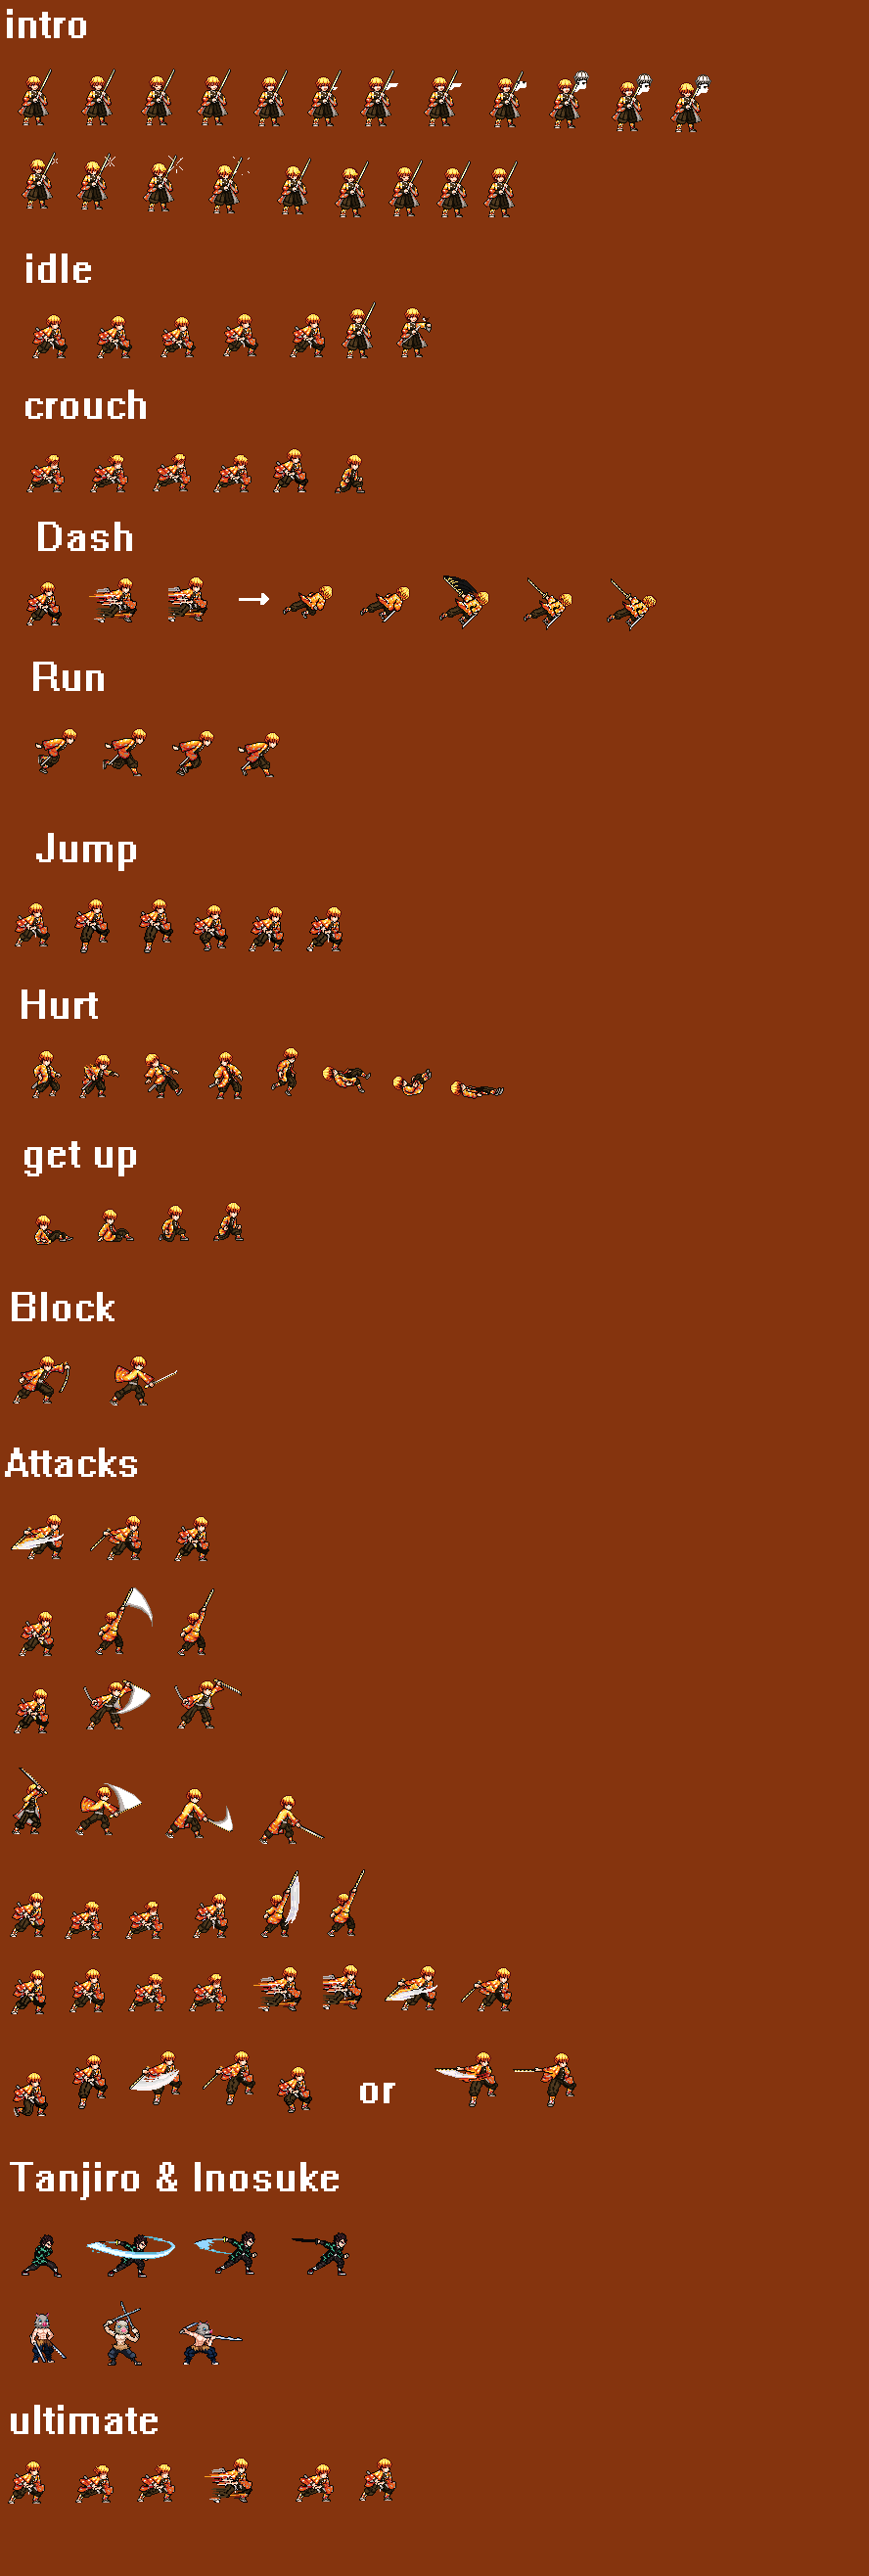 intro
idle
crouch
Dash
Run
Jump
Hurt
get up
Block
Attacks
or
Tanjiro & Inosuke
ultimate